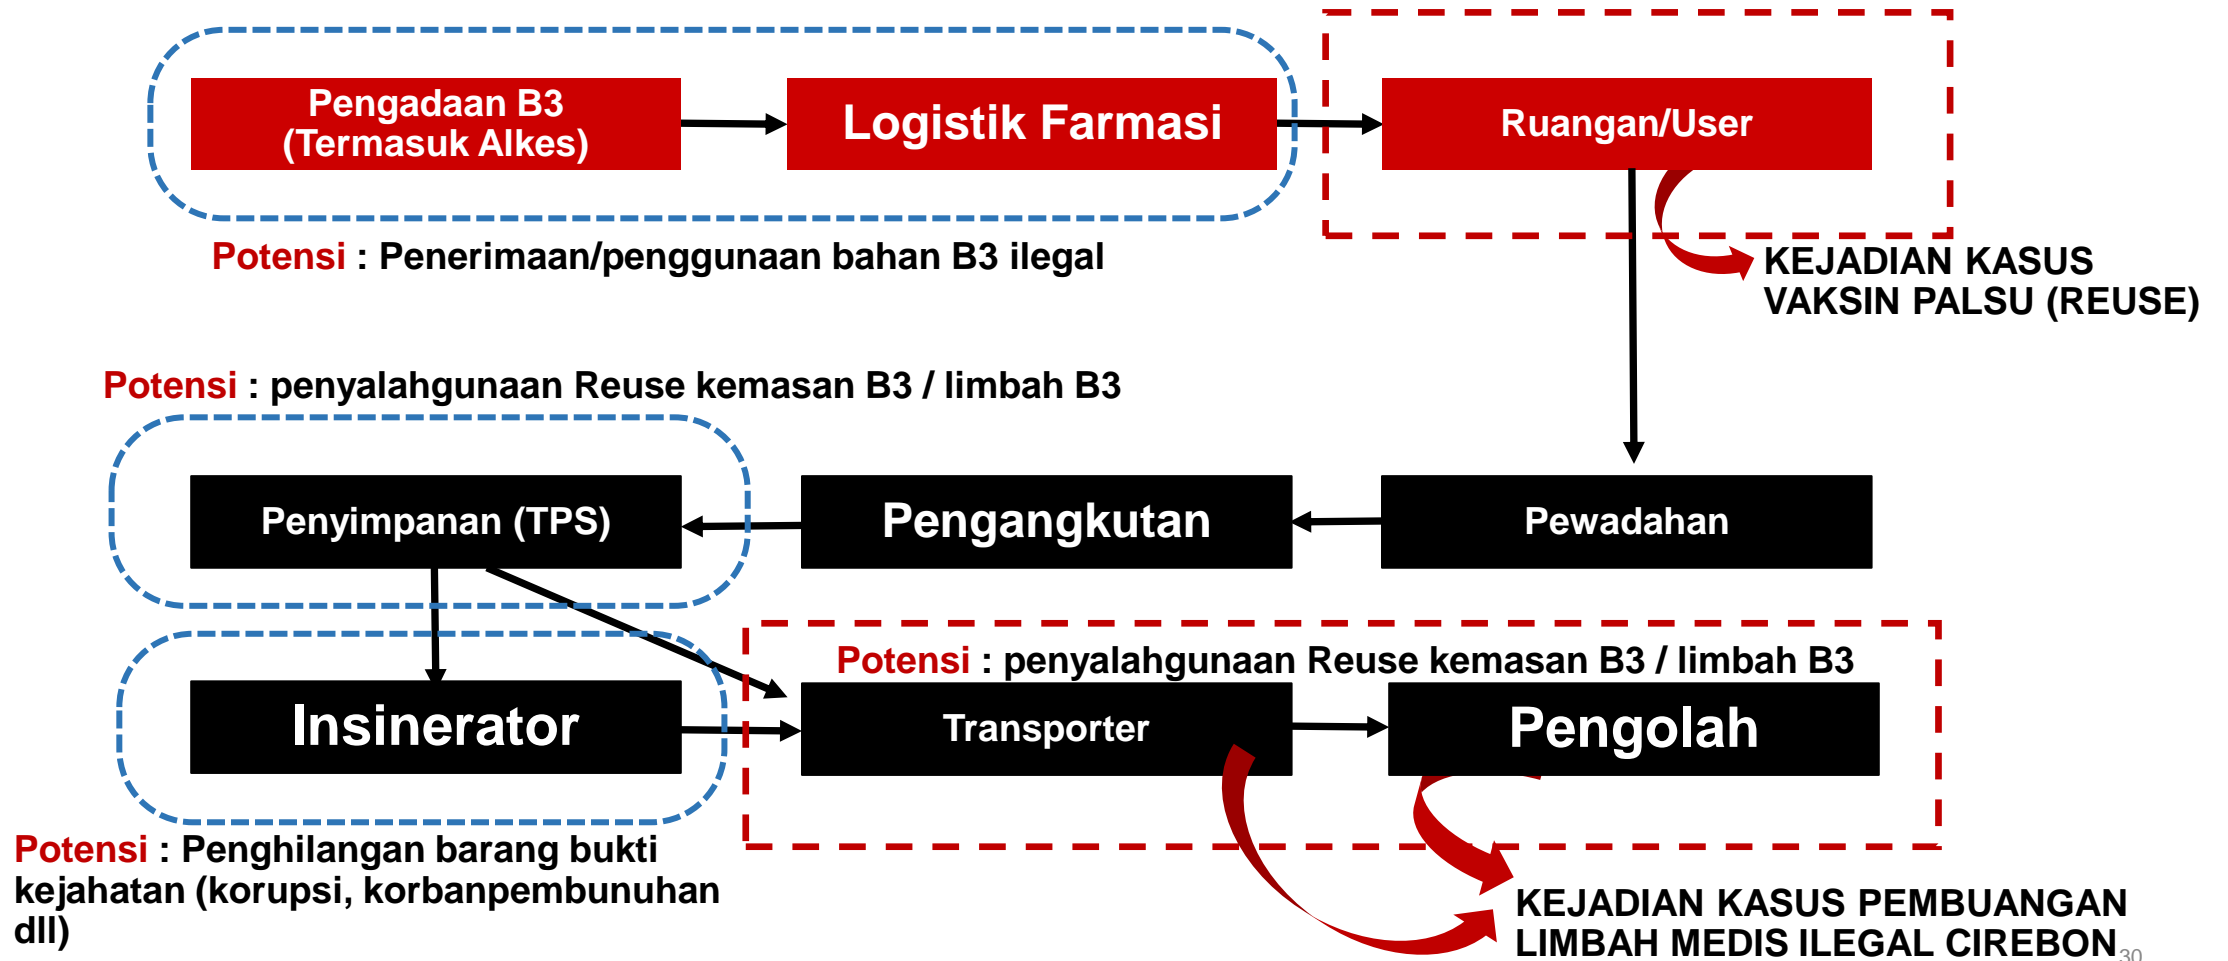 Pengadaan B3
(Termasuk Alkes)
Logistik Farmasi
Ruangan/User
Potensi : Penerimaan/penggunaan bahan B3 ilegal
KEJADIAN KASUS
VAKSIN PALSU (REUSE)
Potensi : penyalahgunaan Reuse kemasan B3 / limbah B3
Penyimpanan (TPS)
Pengangkutan
Pewadahan
Potensi : penyalahgunaan Reuse kemasan B3 / limbah B3
Insinerator
Transporter
Pengolah
Potensi : Penghilangan barang bukti
kejahatan (korupsi, korbanpembunuhan
dll)
KEJADIAN KASUS PEMBUANGAN
LIMBAH MEDIS ILEGAL CIREBON
30